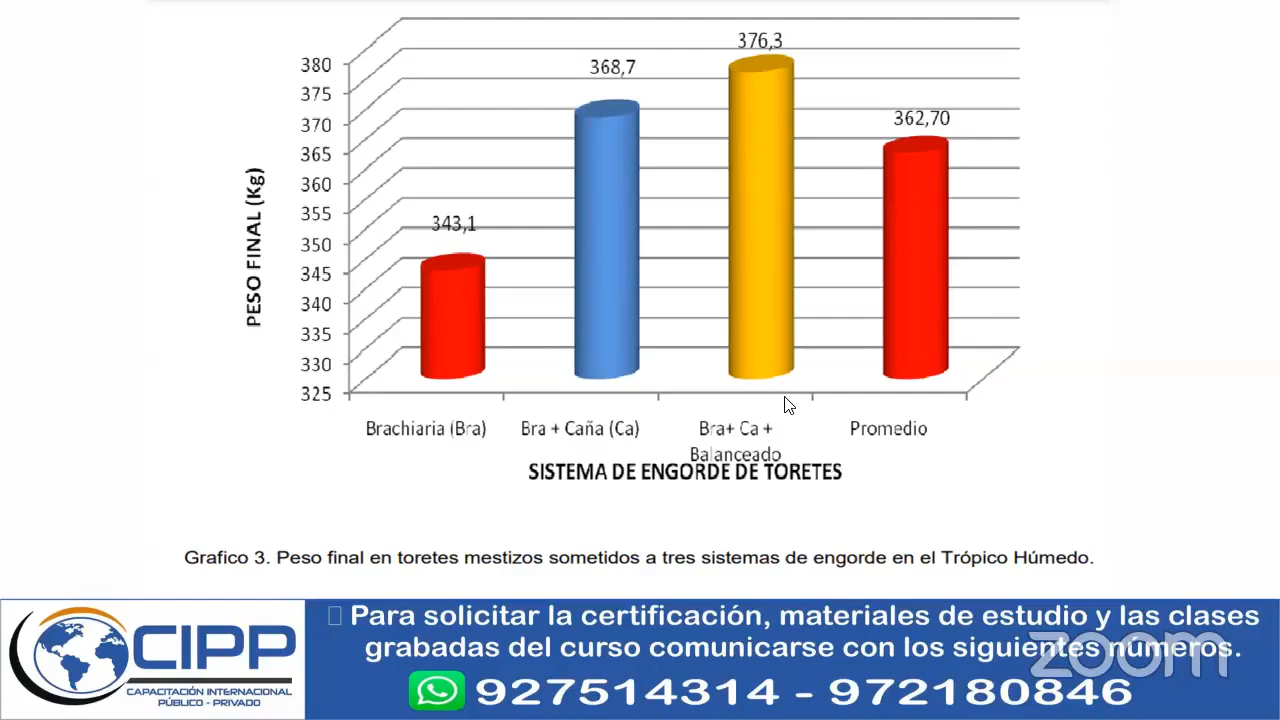 376,3
368,7
362,70
343,1
380
375
370
365
360
355
350
345
340
335
330
325
PESO FINAL (Kg)
Brachiaria (Bra)
Bra + Caña (Ca)
Bra+ Ca +
Balanceado
Promedio
SISTEMA DE ENGORDE DE TORETES
Grafico 3. Peso final en toretes mestizos sometidos a tres sistemas de engorde en el Trópico Húmedo.
CIPP
CAPACITACIÓN INTERNACIONAL
PÚBLICO - PRIVADO
Para solicitar la certificación, materiales de estudio y las clases
grabadas del curso comunicarse con los siguientes números.
927514314 - 972180846
zoom